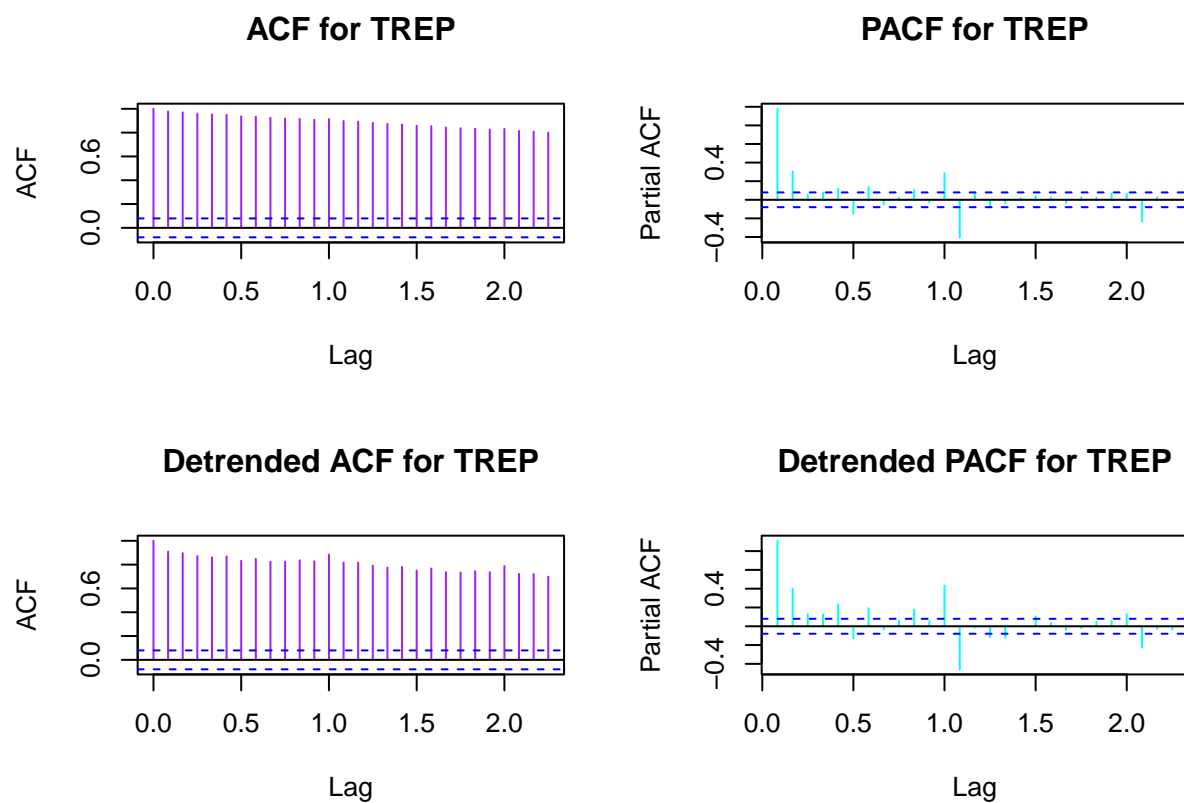 ACF for TREP
ACF
0.0 0.6
0.0 0.5 1.0 1.5 2.0
Lag
PACF for TREP
Partial ACF
−0.4 0.4
0.0 0.5 1.0 1.5 2.0
Lag
Detrended ACF for TREP
ACF
0.0 0.6
0.0 0.5 1.0 1.5 2.0
Lag
Detrended PACF for TREP
Partial ACF
−0.4 0.4
0.0 0.5 1.0 1.5 2.0
Lag